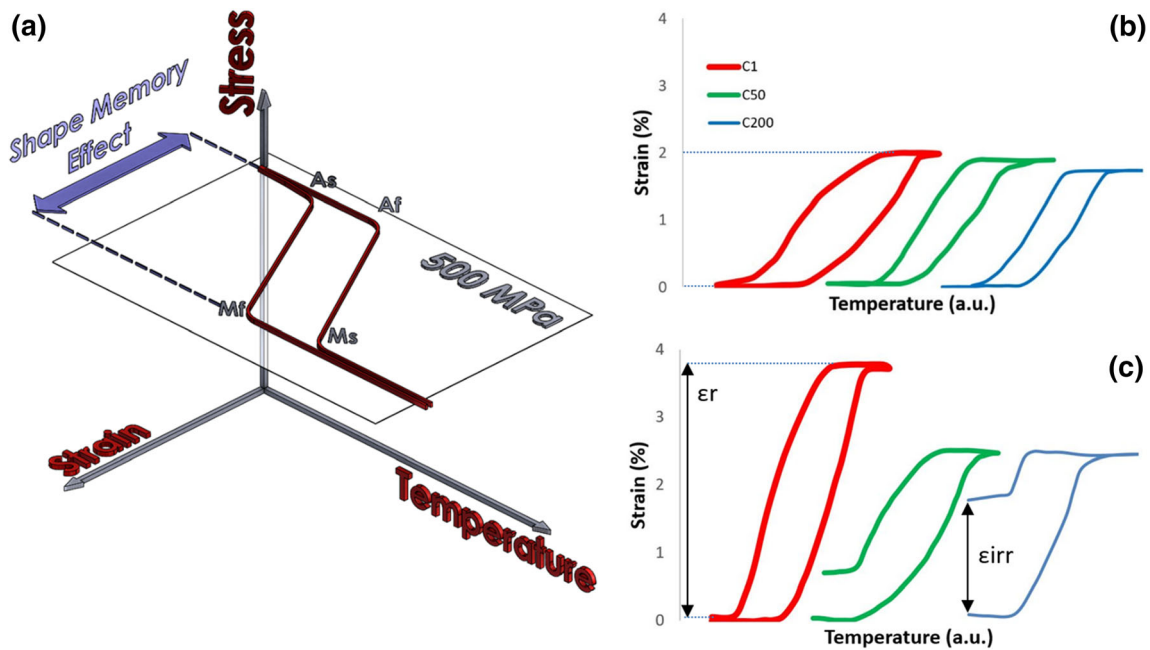 (a)
Stress
Shape Memory
Effect
As
Af
500 MPa
Mf
Ms
Strain
Temperature
(b)
4
3
2
1
0
Strain (%)
C1
C50
C200
Temperature (a.u.)
(c)
4
3
2
1
0
Strain (%)
εr
εirr
Temperature (a.u.)